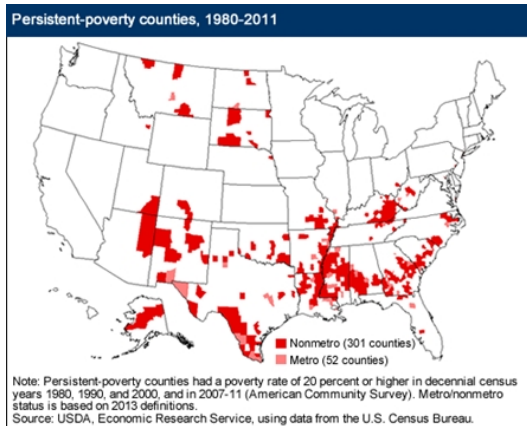 Persistent-poverty counties, 1980-2011
Nonmetro (301 counties)
Metro (52 counties)
Note: Persistent-poverty counties had a poverty rate of 20 percent or higher in decennial census
years 1980, 1990, and 2000, and in 2007-11 (American Community Survey). Metro/nonmetro
status is based on 2013 definitions.
Source: USDA, Economic Research Service, using data from the U.S. Census Bureau.